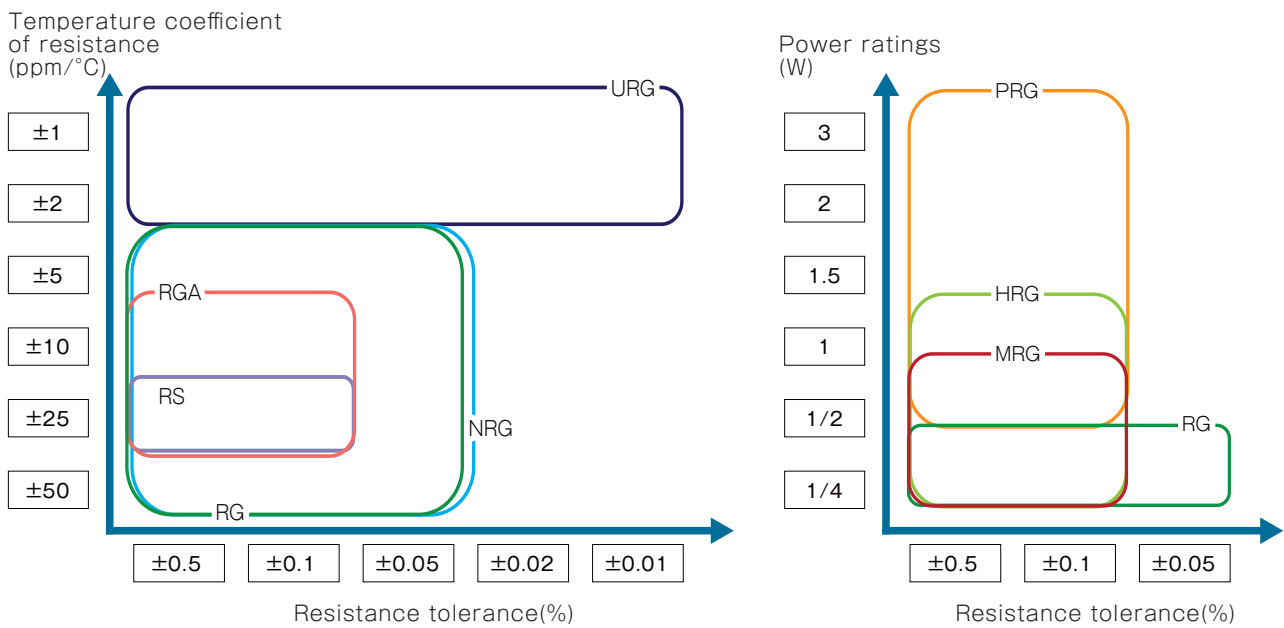 Temperature coefficient
of resistance
(ppm/°C)
URG
±1
±2
±5
RGA
±10
RS
±25
NRG
±50
RG
±0.5
±0.1
±0.05
±0.02
±0.01
Resistance tolerance(%)
Power ratings
(W)
PRG
3
2
1.5
HRG
1
MRG
1/2
RG
1/4
±0.5
±0.1
±0.05
Resistance tolerance(%)